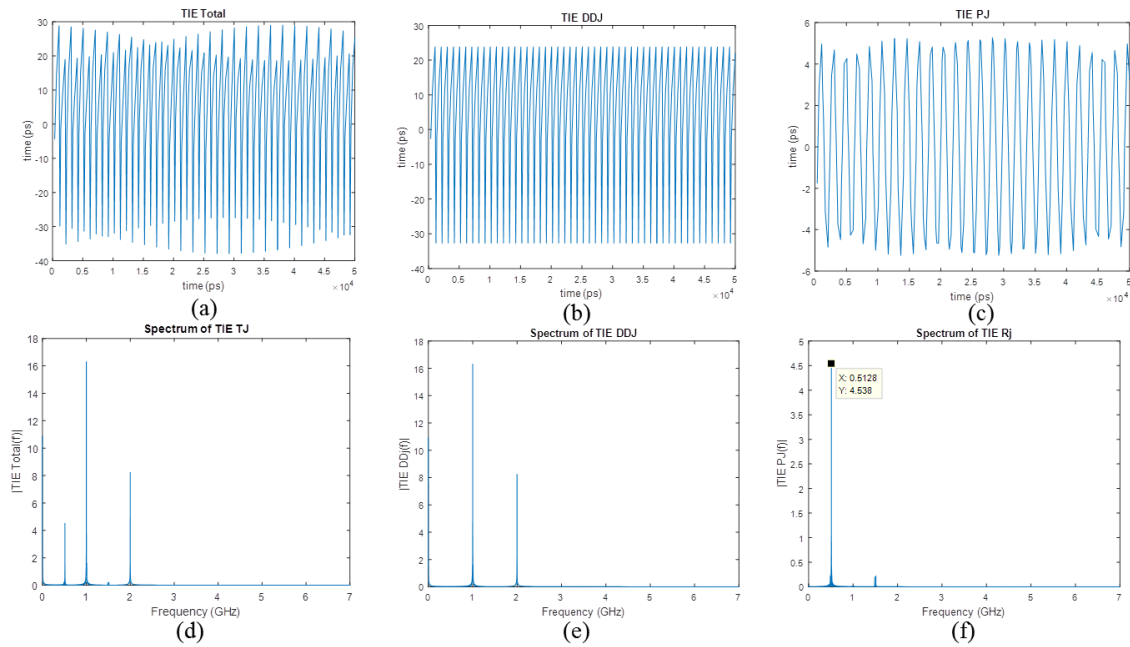 TIE Total
30
20
10
0
-10
-20
-30
-40
time (ps)
0 0.5 1 1.5 2 2.5 3 3.5 4 4.5 5
time (ps)
× 10⁴
(a)
TIE DDJ
40
30
20
10
0
-10
-20
-30
-40
time (ps)
0 0.5 1 1.5 2 2.5 3 3.5 4 4.5 5
time (ps)
× 10⁴
(b)
TIE PJ
6
4
2
0
-2
-4
-6
time (ps)
0 0.5 1 1.5 2 2.5 3 3.5 4 4.5 5
time (ps)
× 10⁴
(c)
Spectrum of TIE TJ
18
16
14
12
10
8
6
4
2
0
|TIE Total(f)|
0 1 2 3 4 5 6 7
Frequency (GHz)
(d)
Spectrum of TIE DDJ
18
16
14
12
10
8
6
4
2
0
|TIE DDj(f)|
0 1 2 3 4 5 6 7
Frequency (GHz)
(e)
Spectrum of TIE Rj
5
4.5
4
3.5
3
2.5
2
1.5
1
0.5
0
|TIE PJ(f)|
X: 0.5128
Y: 4.538
0 1 2 3 4 5 6 7
Frequency (GHz)
(f)